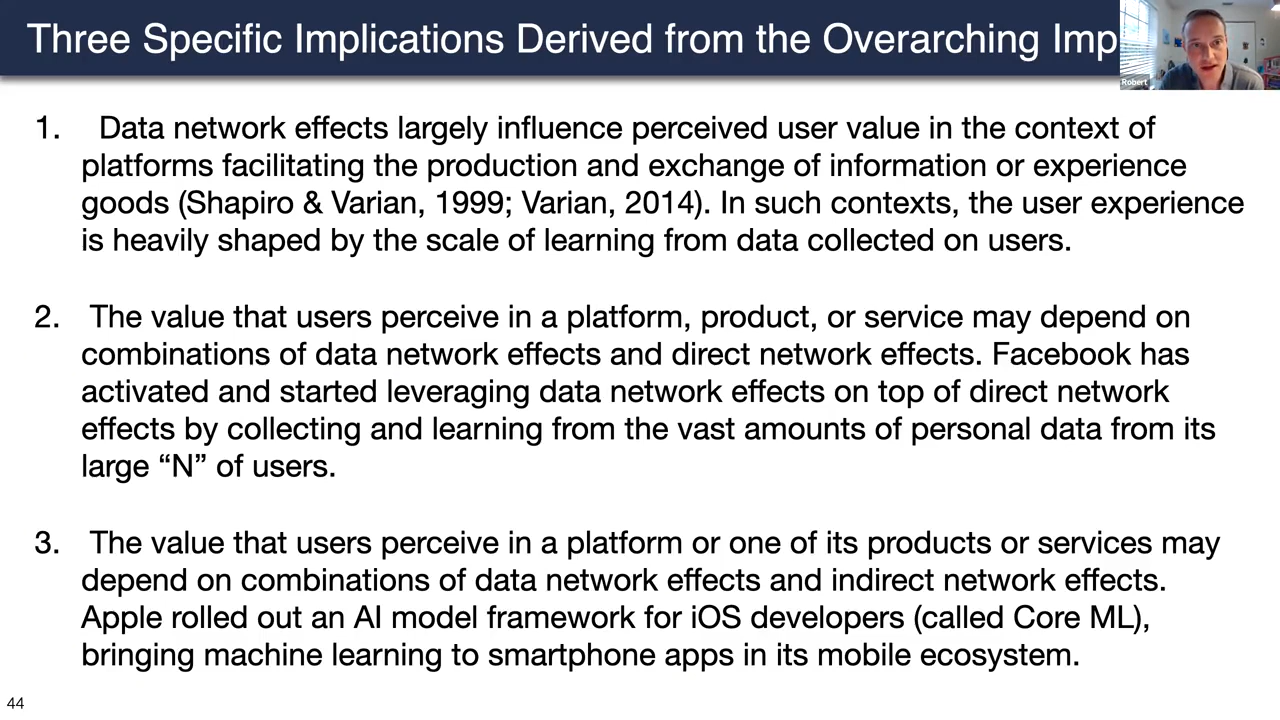 Three Specific Implications Derived from the Overarching Imp
Robert
1. Data network effects largely influence perceived user value in the context of
platforms facilitating the production and exchange of information or experience
goods (Shapiro & Varian, 1999; Varian, 2014). In such contexts, the user experience
is heavily shaped by the scale of learning from data collected on users.
2. The value that users perceive in a platform, product, or service may depend on
combinations of data network effects and direct network effects. Facebook has
activated and started leveraging data network effects on top of direct network
effects by collecting and learning from the vast amounts of personal data from its
large “N” of users.
3. The value that users perceive in a platform or one of its products or services may
depend on combinations of data network effects and indirect network effects.
Apple rolled out an AI model framework for iOS developers (called Core ML),
bringing machine learning to smartphone apps in its mobile ecosystem.
44